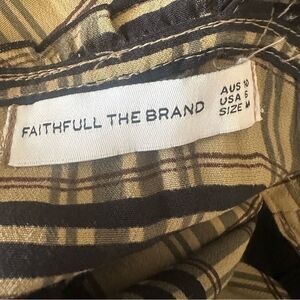 FAITHFULL THE BRAND
AUS 10
USA 6
SIZE M